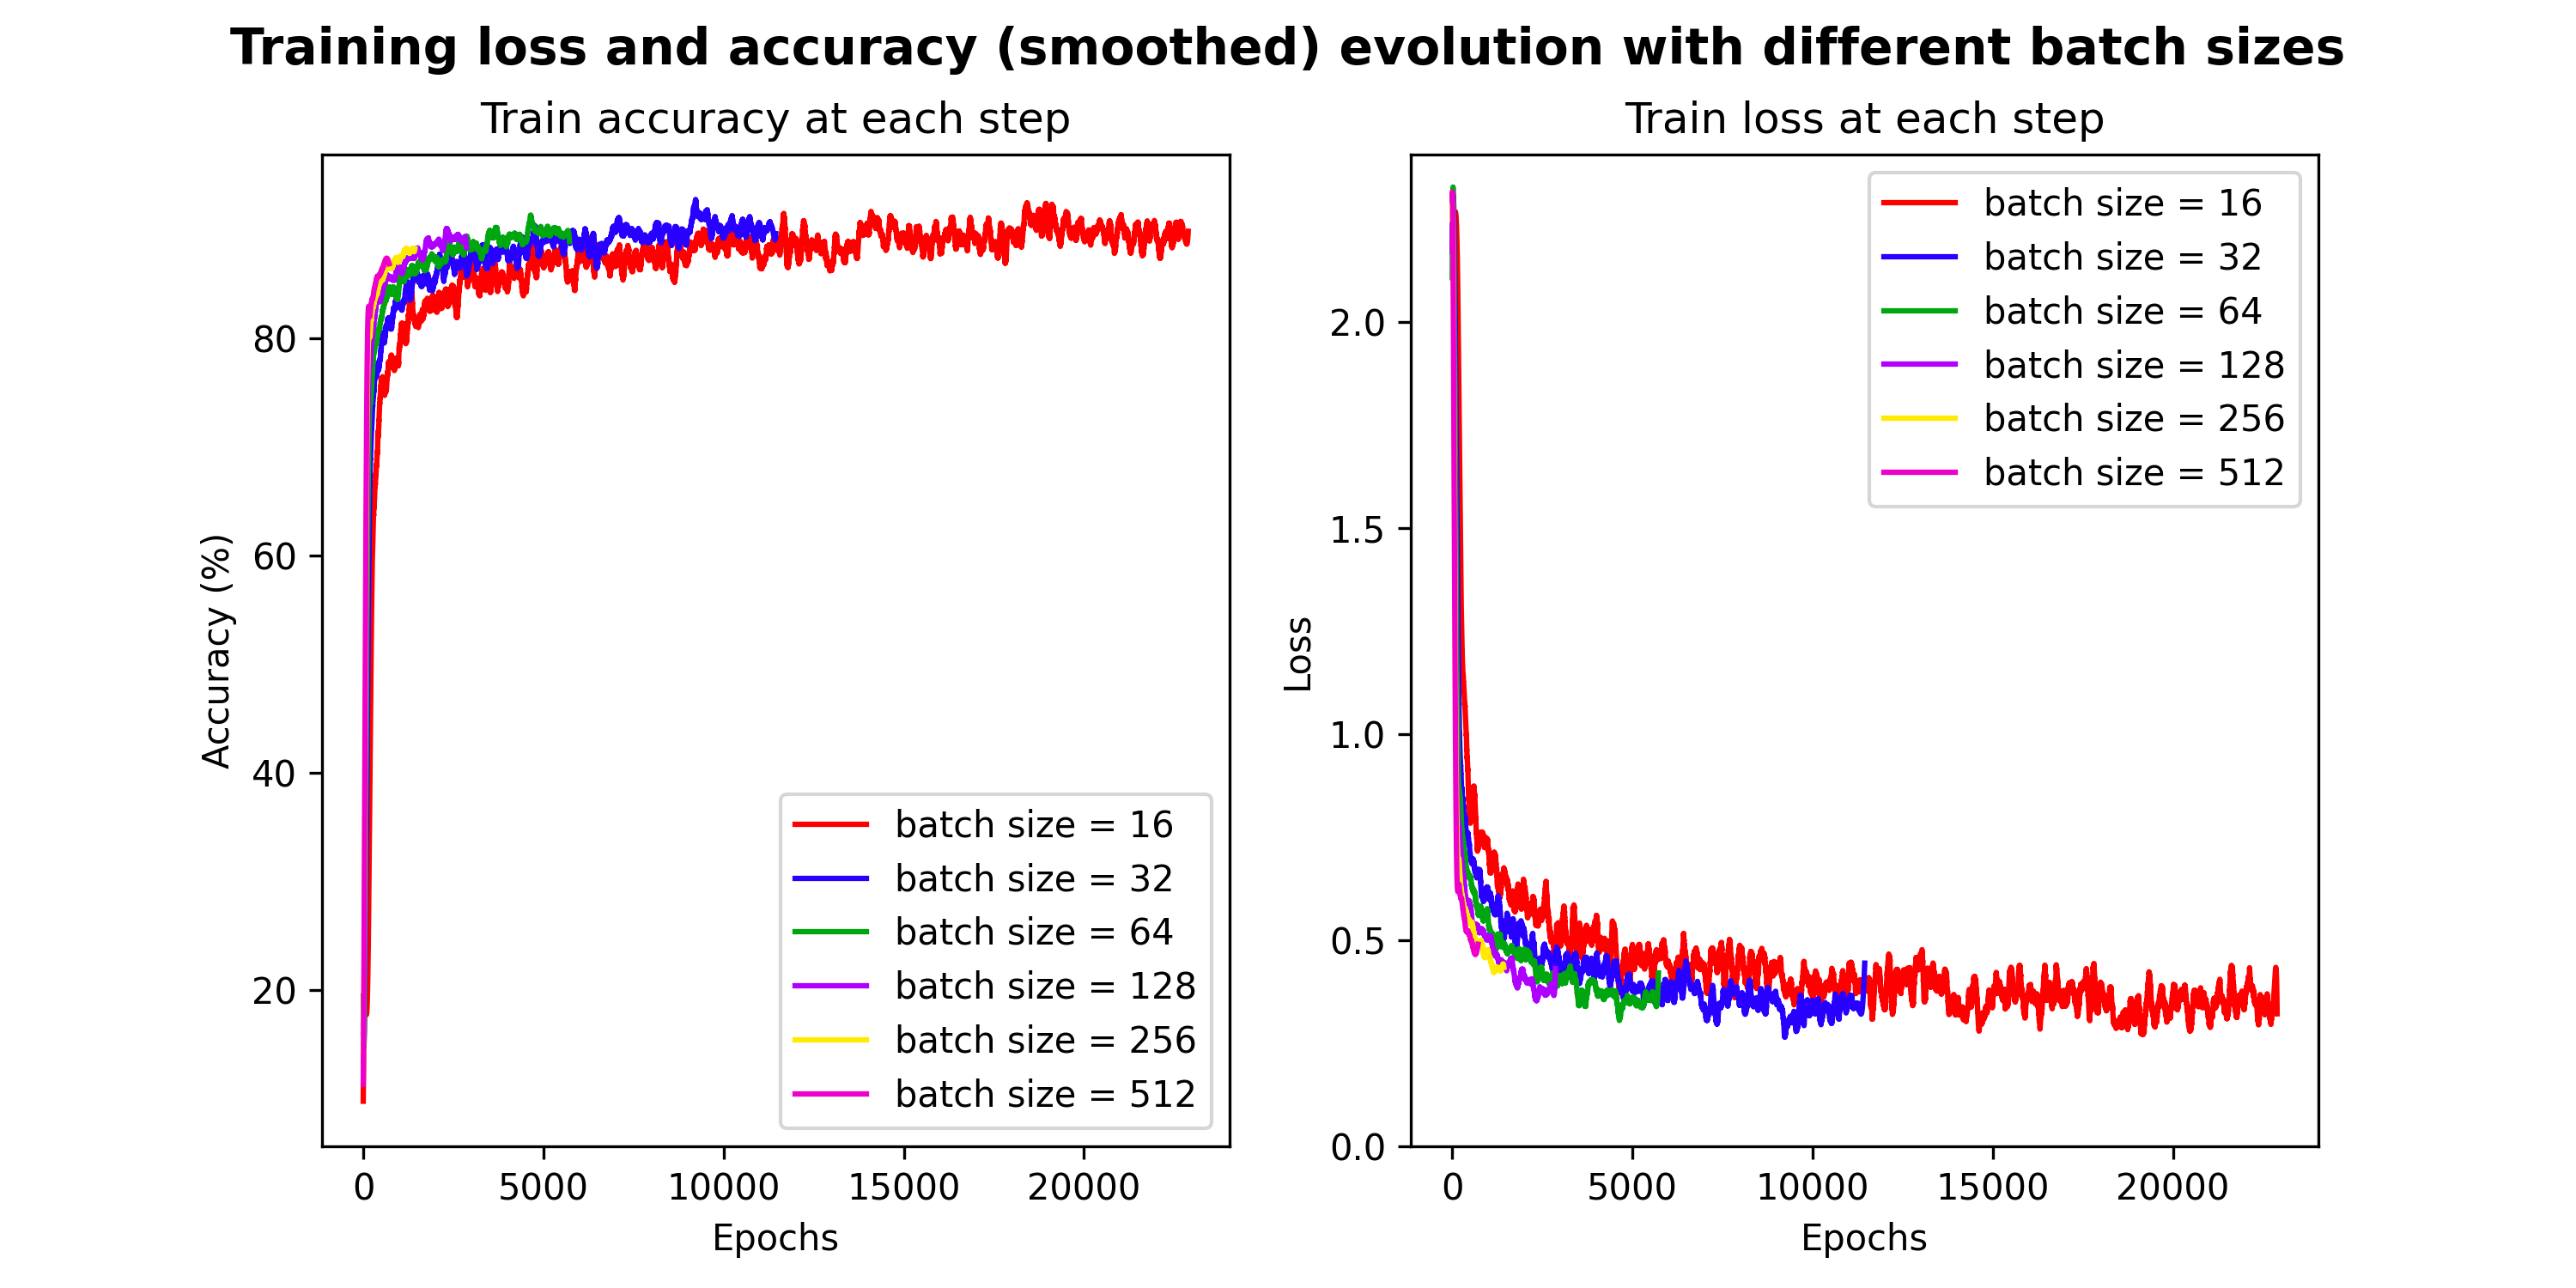 Training loss and accuracy (smoothed) evolution with different batch sizes
Train accuracy at each step
Accuracy (%)
80
60
40
20
0
5000
10000
15000
20000
Epochs
batch size = 16
batch size = 32
batch size = 64
batch size = 128
batch size = 256
batch size = 512
Train loss at each step
Loss
2.0
1.5
1.0
0.5
0.0
0
5000
10000
15000
20000
Epochs
batch size = 16
batch size = 32
batch size = 64
batch size = 128
batch size = 256
batch size = 512